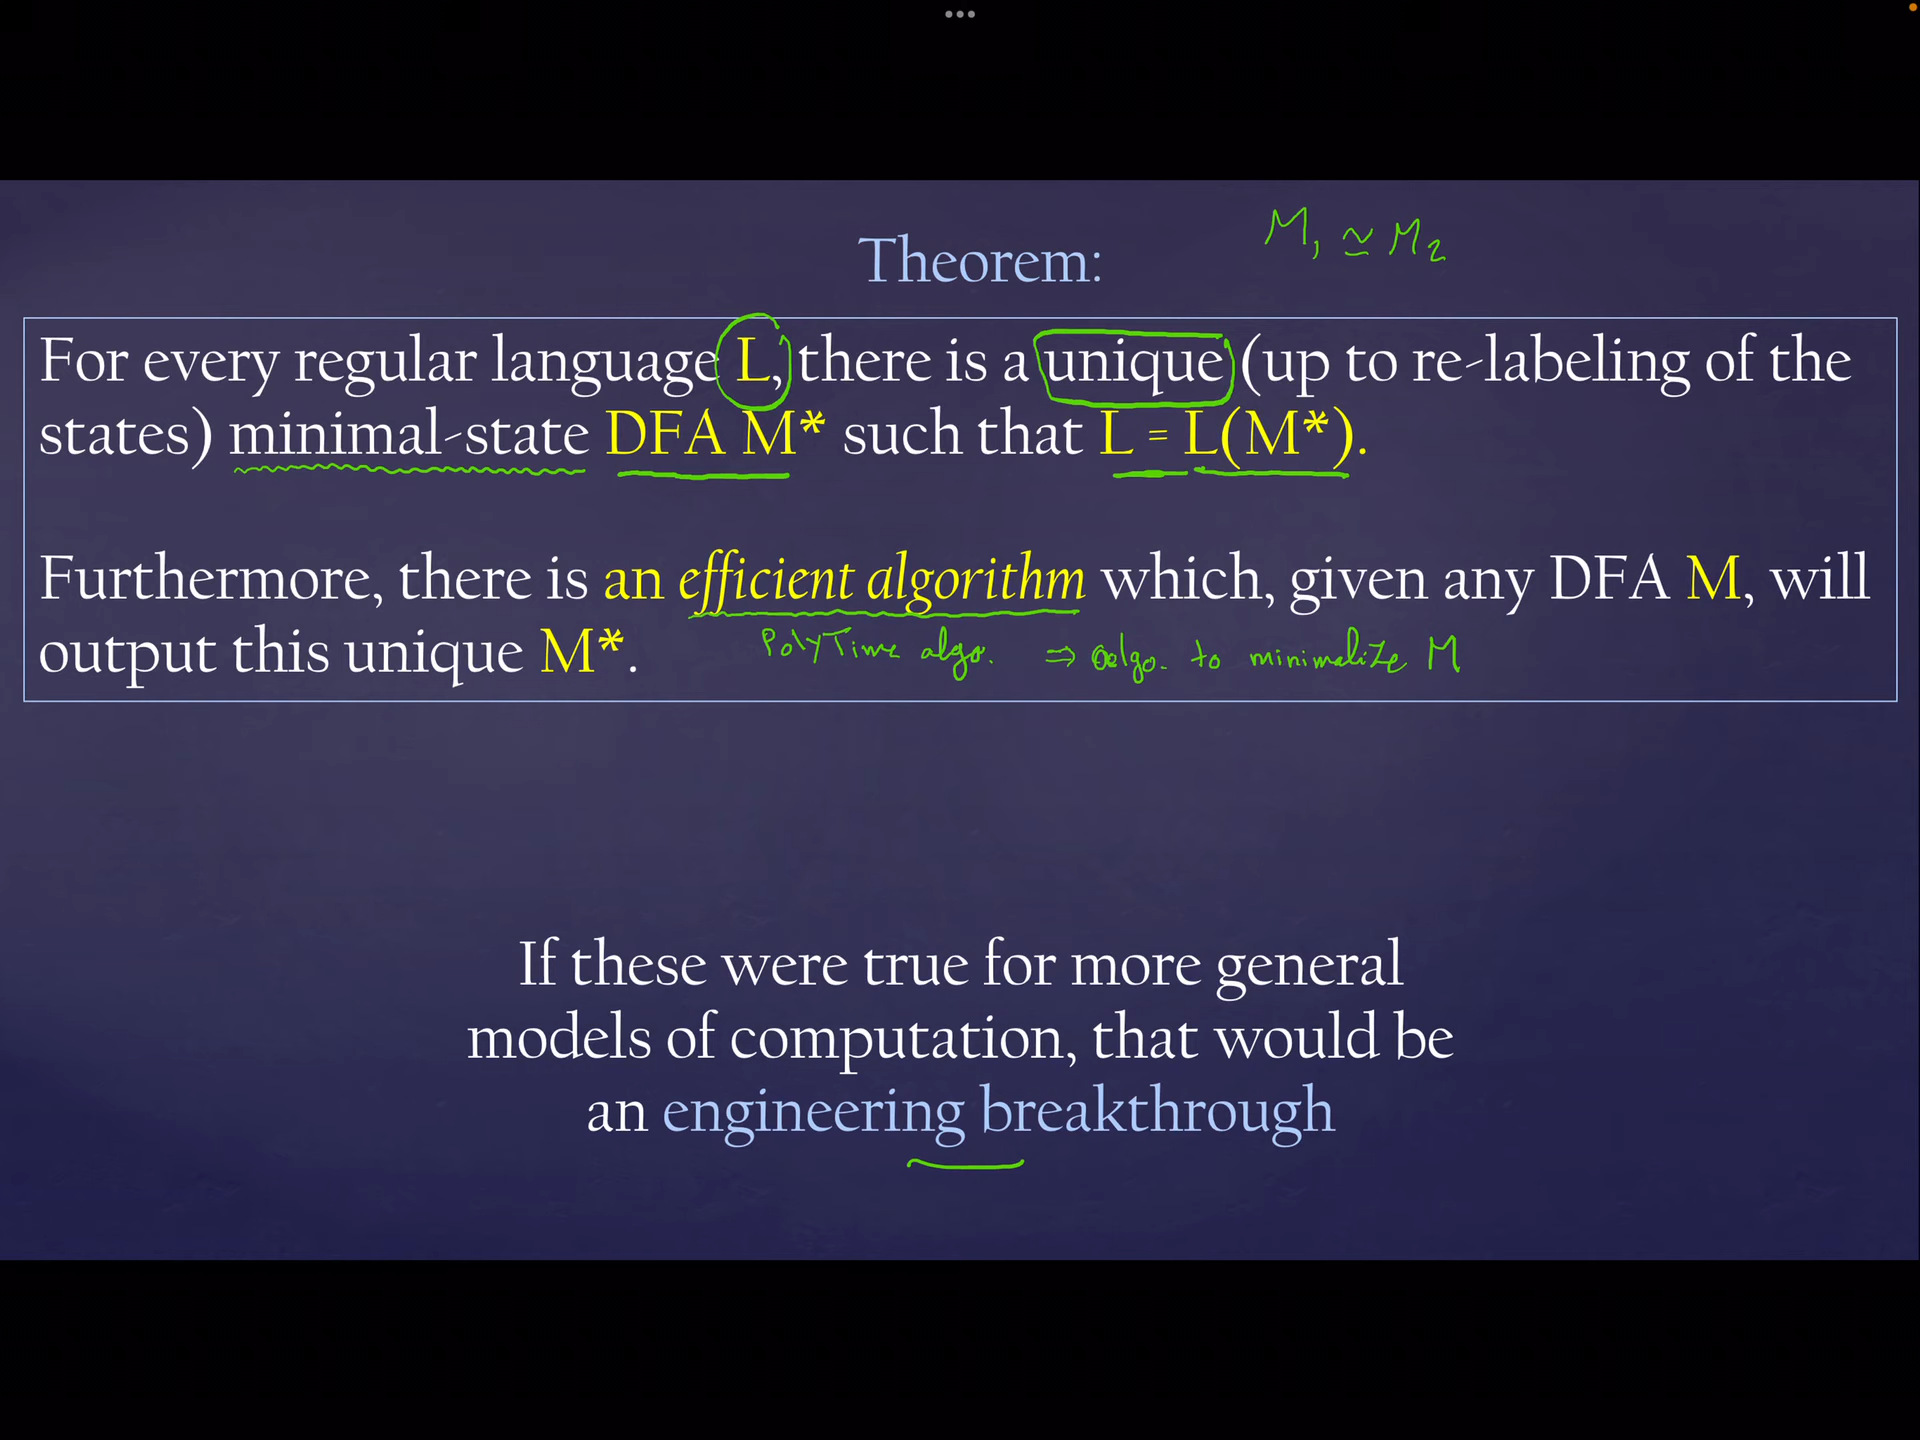 Theorem:
M₁ ≃ M₂
For every regular language L, there is a unique (up to re-labeling of the
states) minimal-state DFA M* such that L = L(M*).
Furthermore, there is an efficient algorithm which, given any DFA M, will
output this unique M*.
PolyTime algo. ⇒ algo. to minimalize M
If these were true for more general
models of computation, that would be
an engineering breakthrough